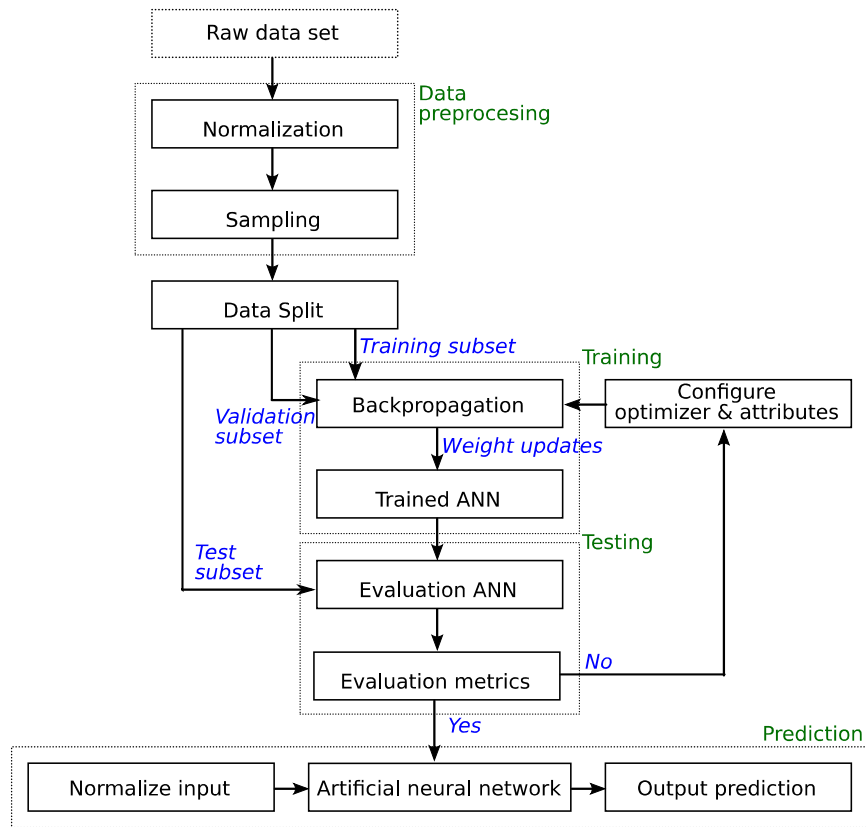 Raw data set
Data
preprocesing
Normalization
Sampling
Data Split
Training subset
Training
Validation
subset
Backpropagation
Configure
optimizer & attributes
Weight updates
Trained ANN
Testing
Test
subset
Evaluation ANN
Evaluation metrics
No
Yes
Prediction
Normalize input
Artificial neural network
Output prediction